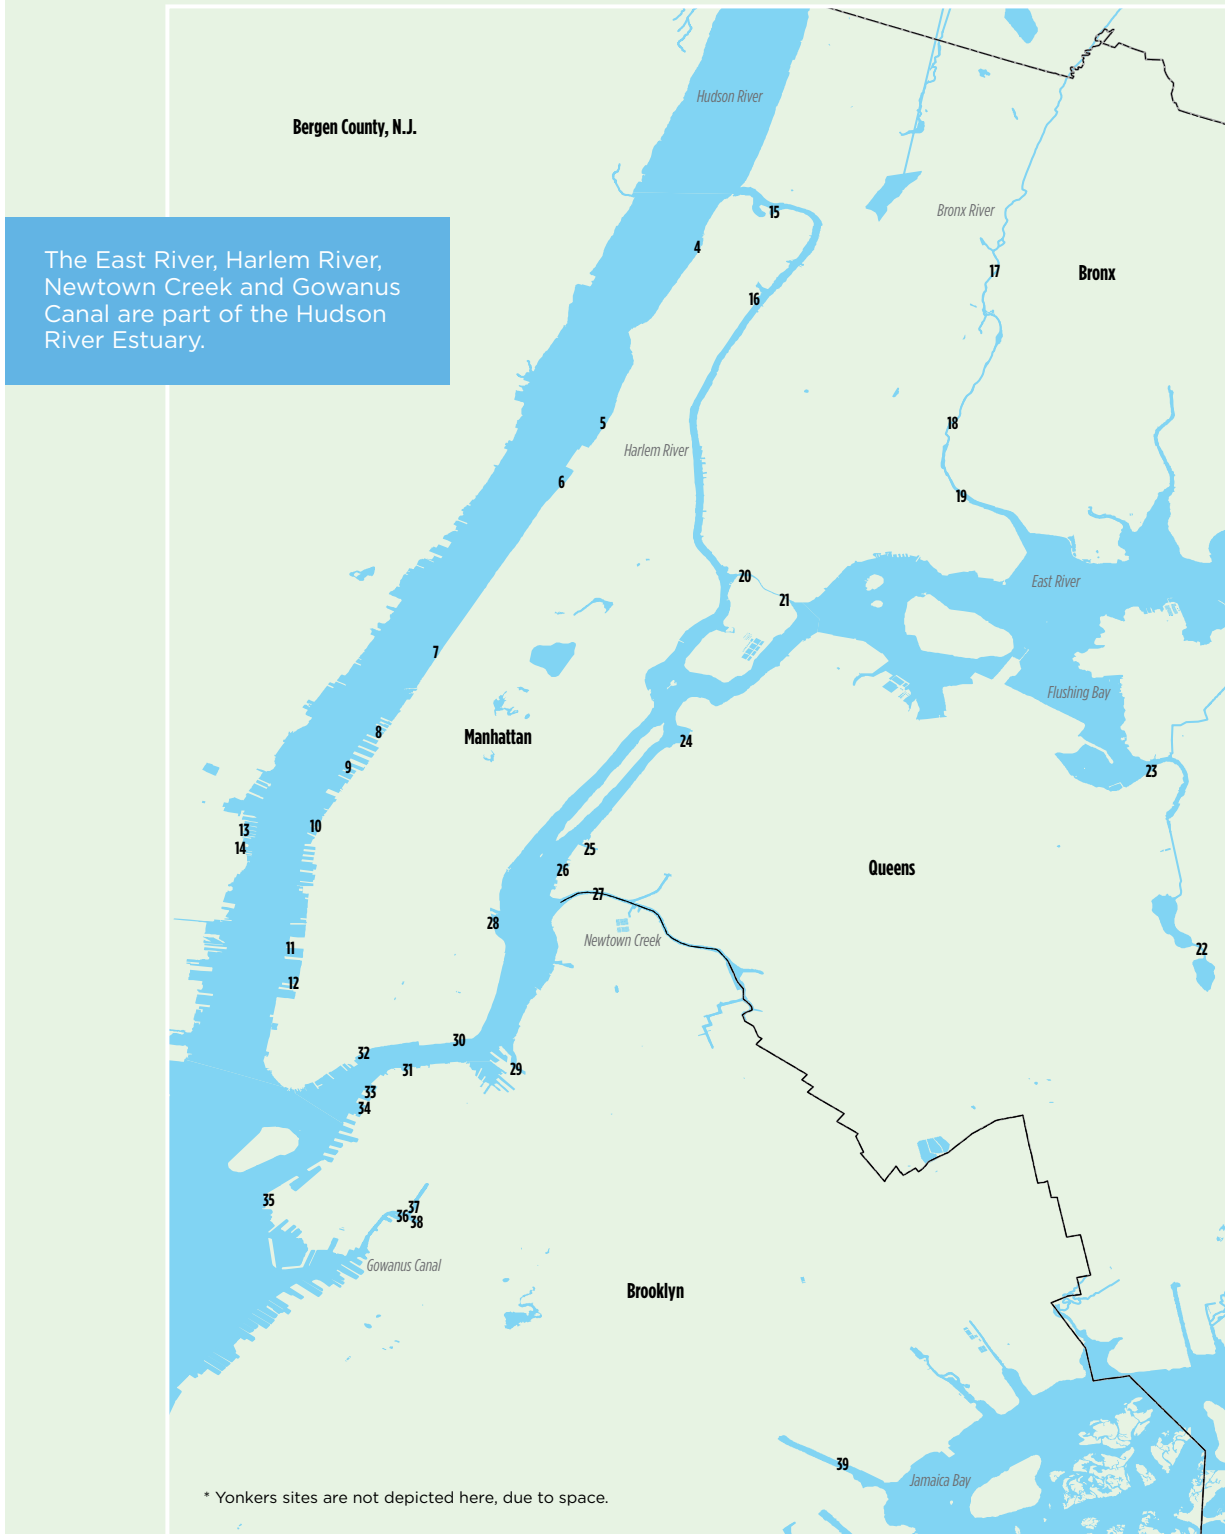 Hudson River
Bergen County, N.J.
15
Bronx River
4
The East River, Harlem River,
Newtown Creek and Gowanus
Canal are part of the Hudson
River Estuary.
17
Bronx
16
5
18
Harlem River
6
19
20
East River
21
7
Flushing Bay
8
Manhattan
24
9
23
10
13
14
25
26
Queens
27
28
Newtown Creek
11
22
12
30
32
31
29
33
34
35
37
36
38
Gowanus Canal
Brooklyn
39
Jamaica Bay
* Yonkers sites are not depicted here, due to space.